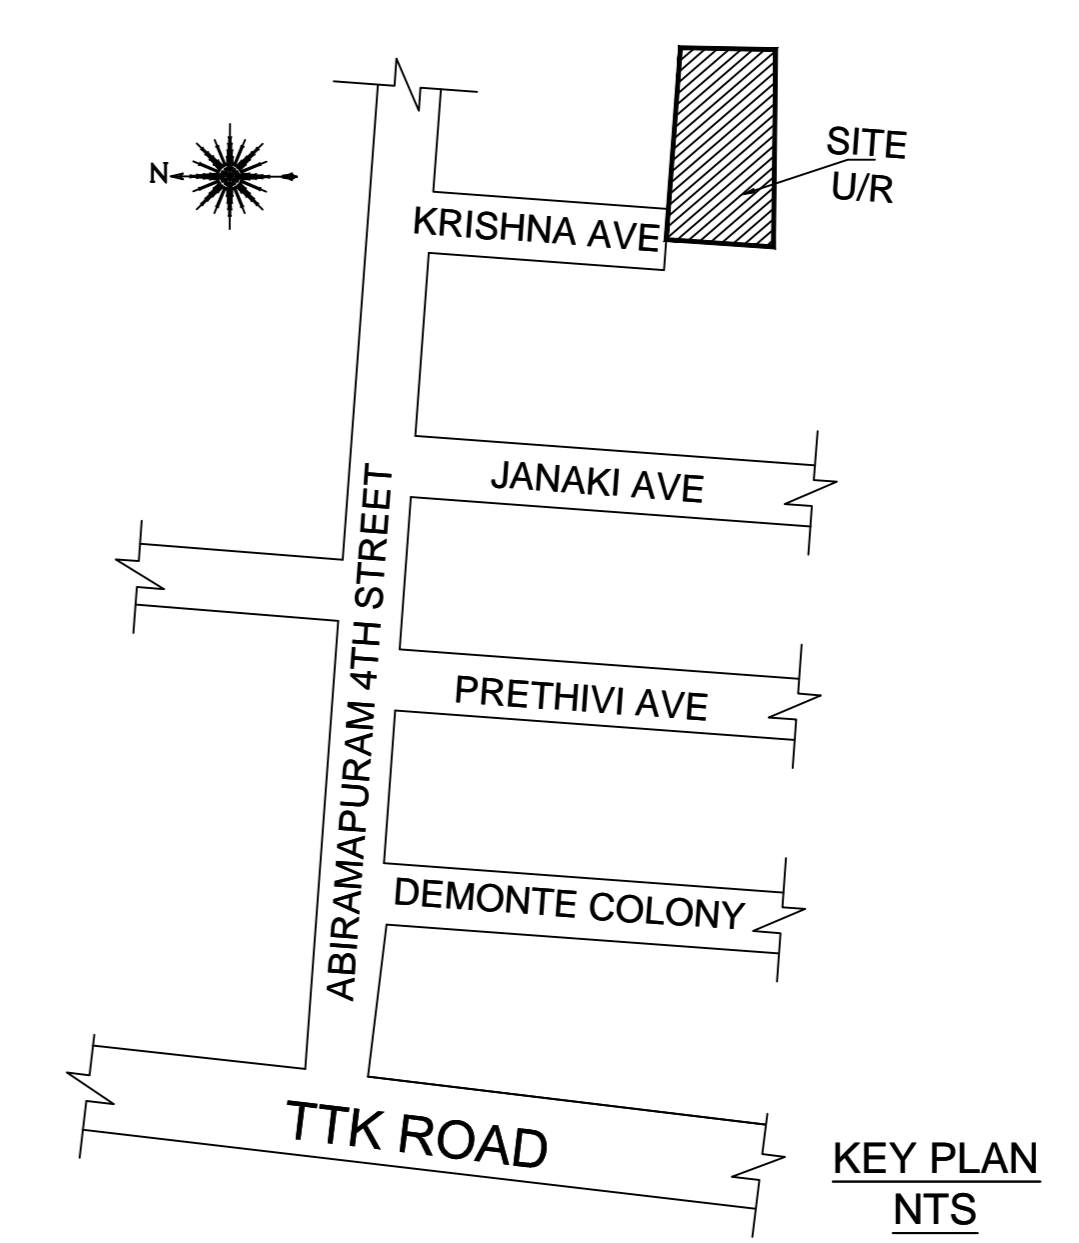 SITE
U/R
N
KRISHNA AVE
JANAKI AVE
ABIRAMAPURAM 4TH STREET
PRETHIVI AVE
DEMONTE COLONY
TTK ROAD
KEY PLAN
NTS